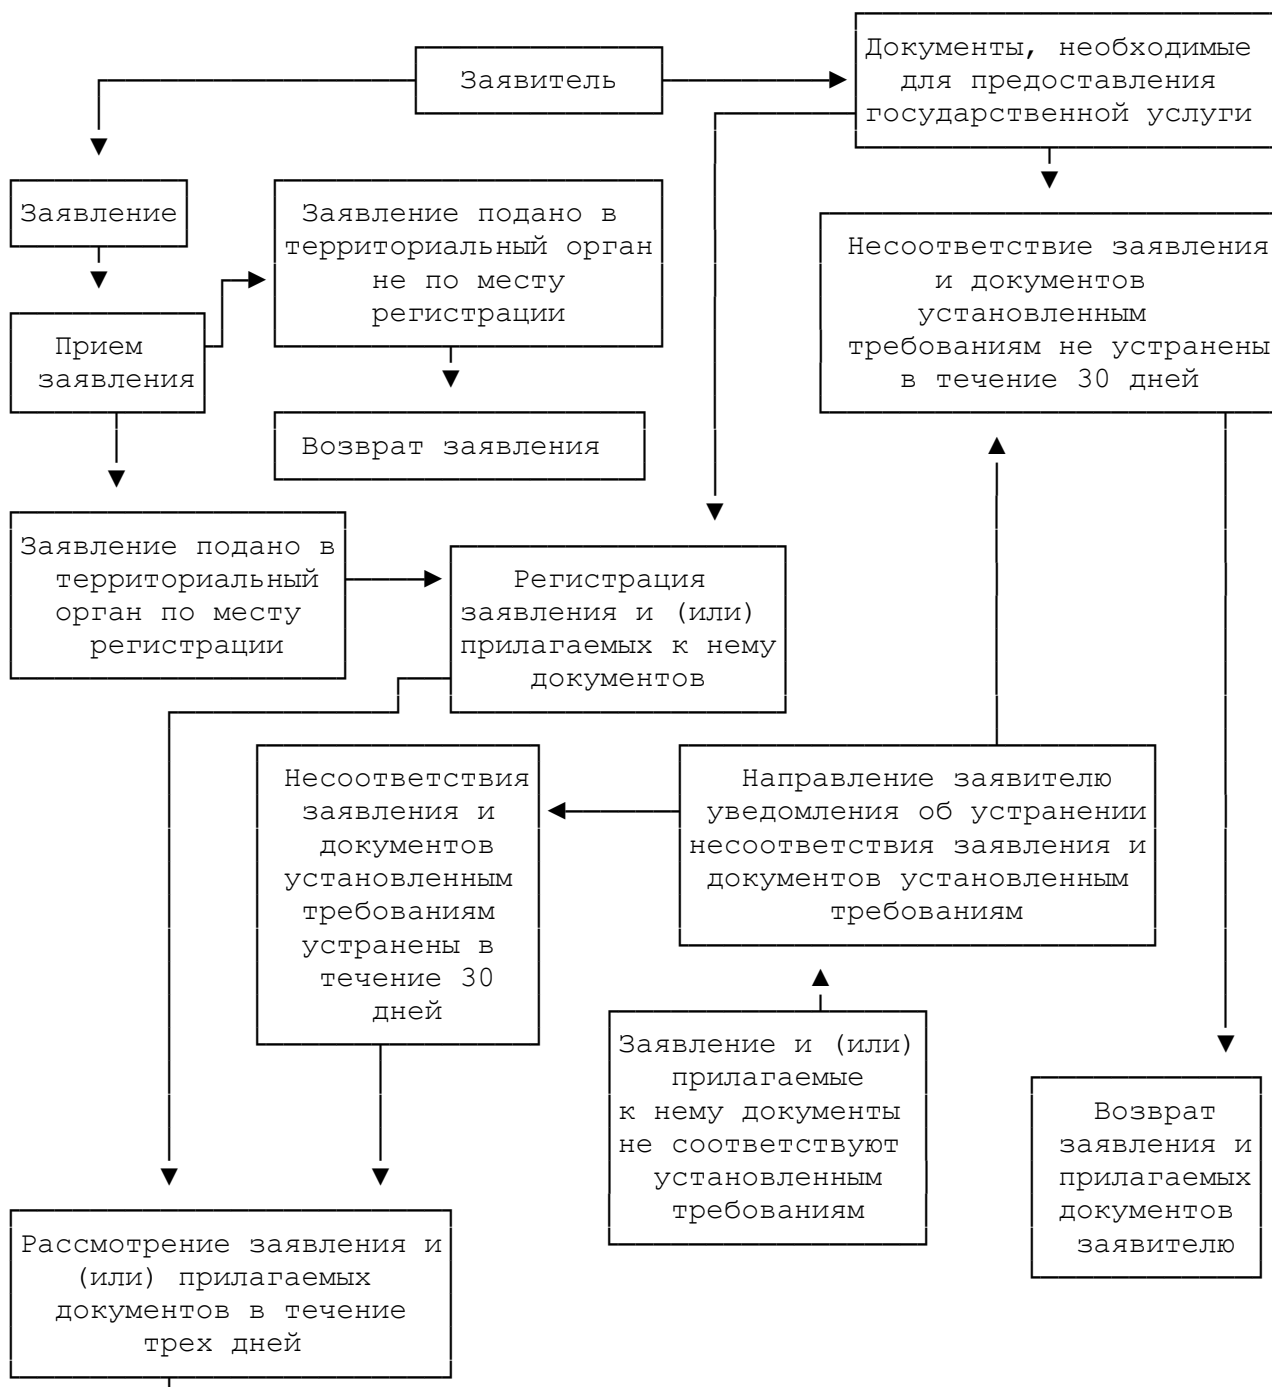 Документы, необходимые
для предоставления
государственной услуги
Заявитель
Заявление
Заявление подано в
территориальный орган
не по месту
регистрации
Несоответствие заявления
и документов
установленным
требованиям не устранены
в течение 30 дней
Прием
заявления
Возврат заявления
Заявление подано в
территориальный
орган по месту
регистрации
Регистрация
заявления и (или)
прилагаемых к нему
документов
Несоответствия
заявления и
документов
установленным
требованиям
устранены в
течение 30
дней
Направление заявителю
уведомления об устранении
несоответствия заявления и
документов установленным
требованиям
Заявление и (или)
прилагаемые
к нему документы
не соответствуют
установленным
требованиям
Возврат
заявления и
прилагаемых
документов
заявителю
Рассмотрение заявления и
(или) прилагаемых
документов в течение
трех дней